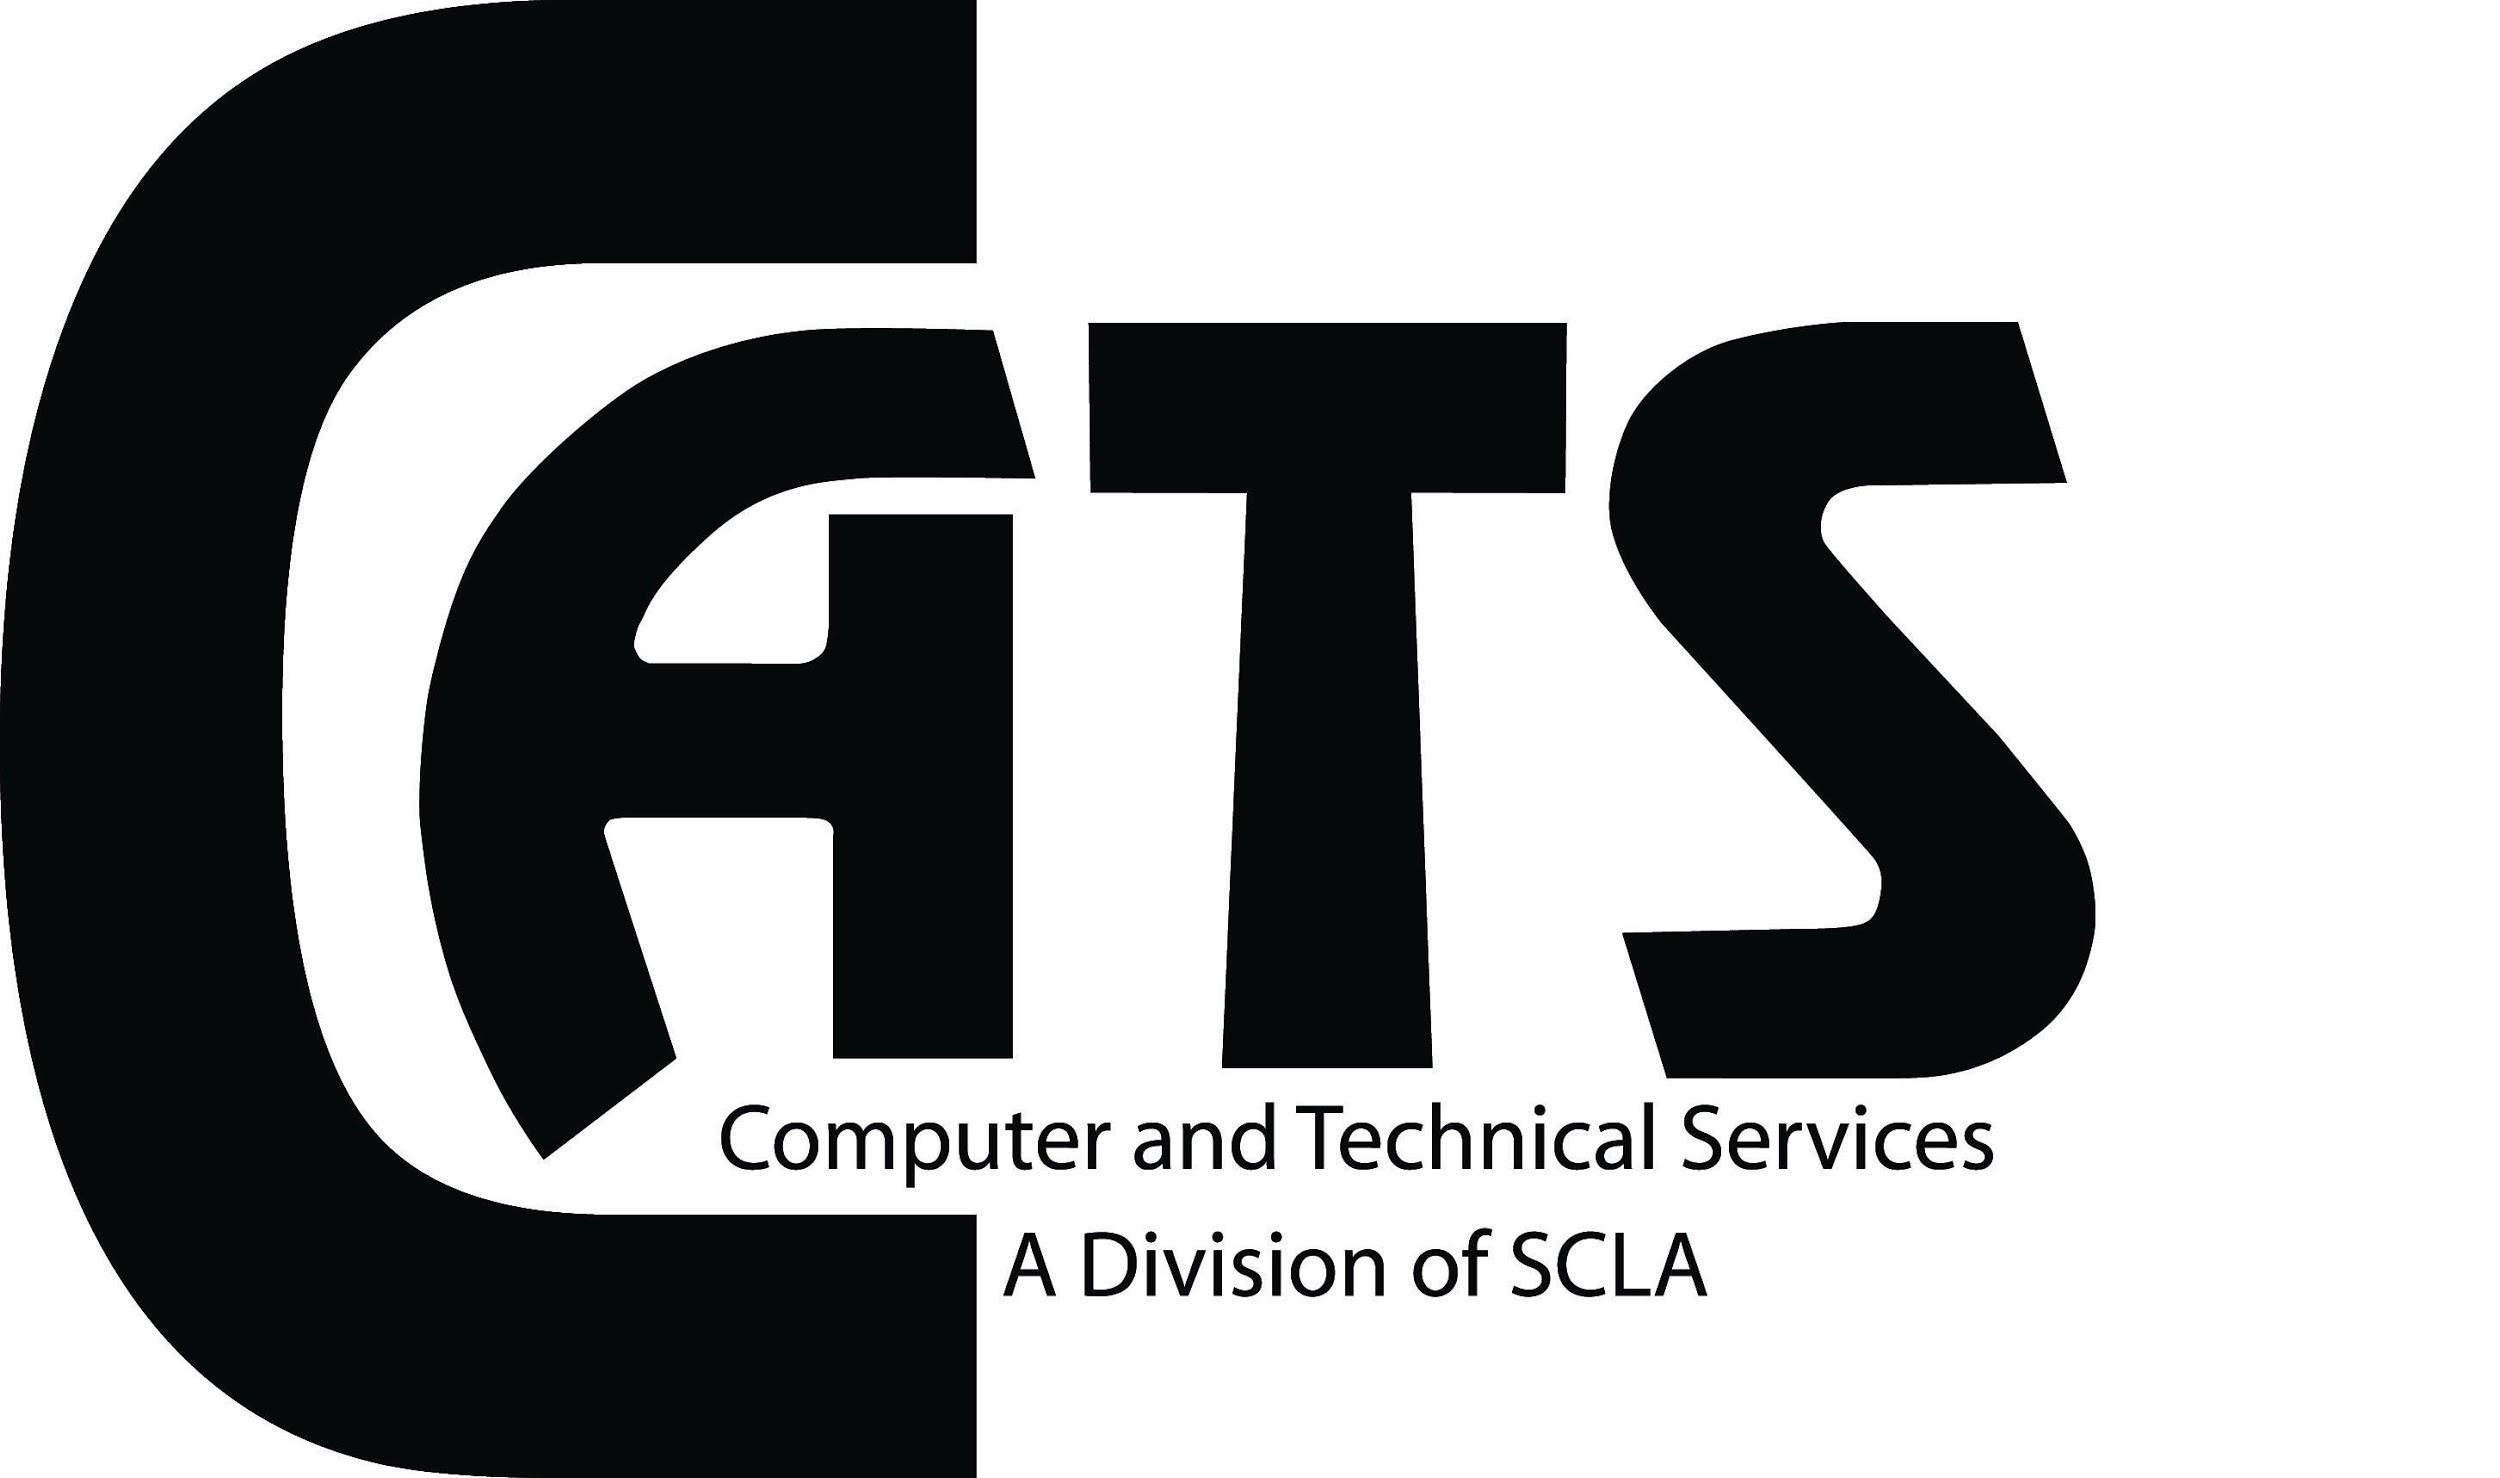 CATS
Computer and Technical Services
A Division of SCLA